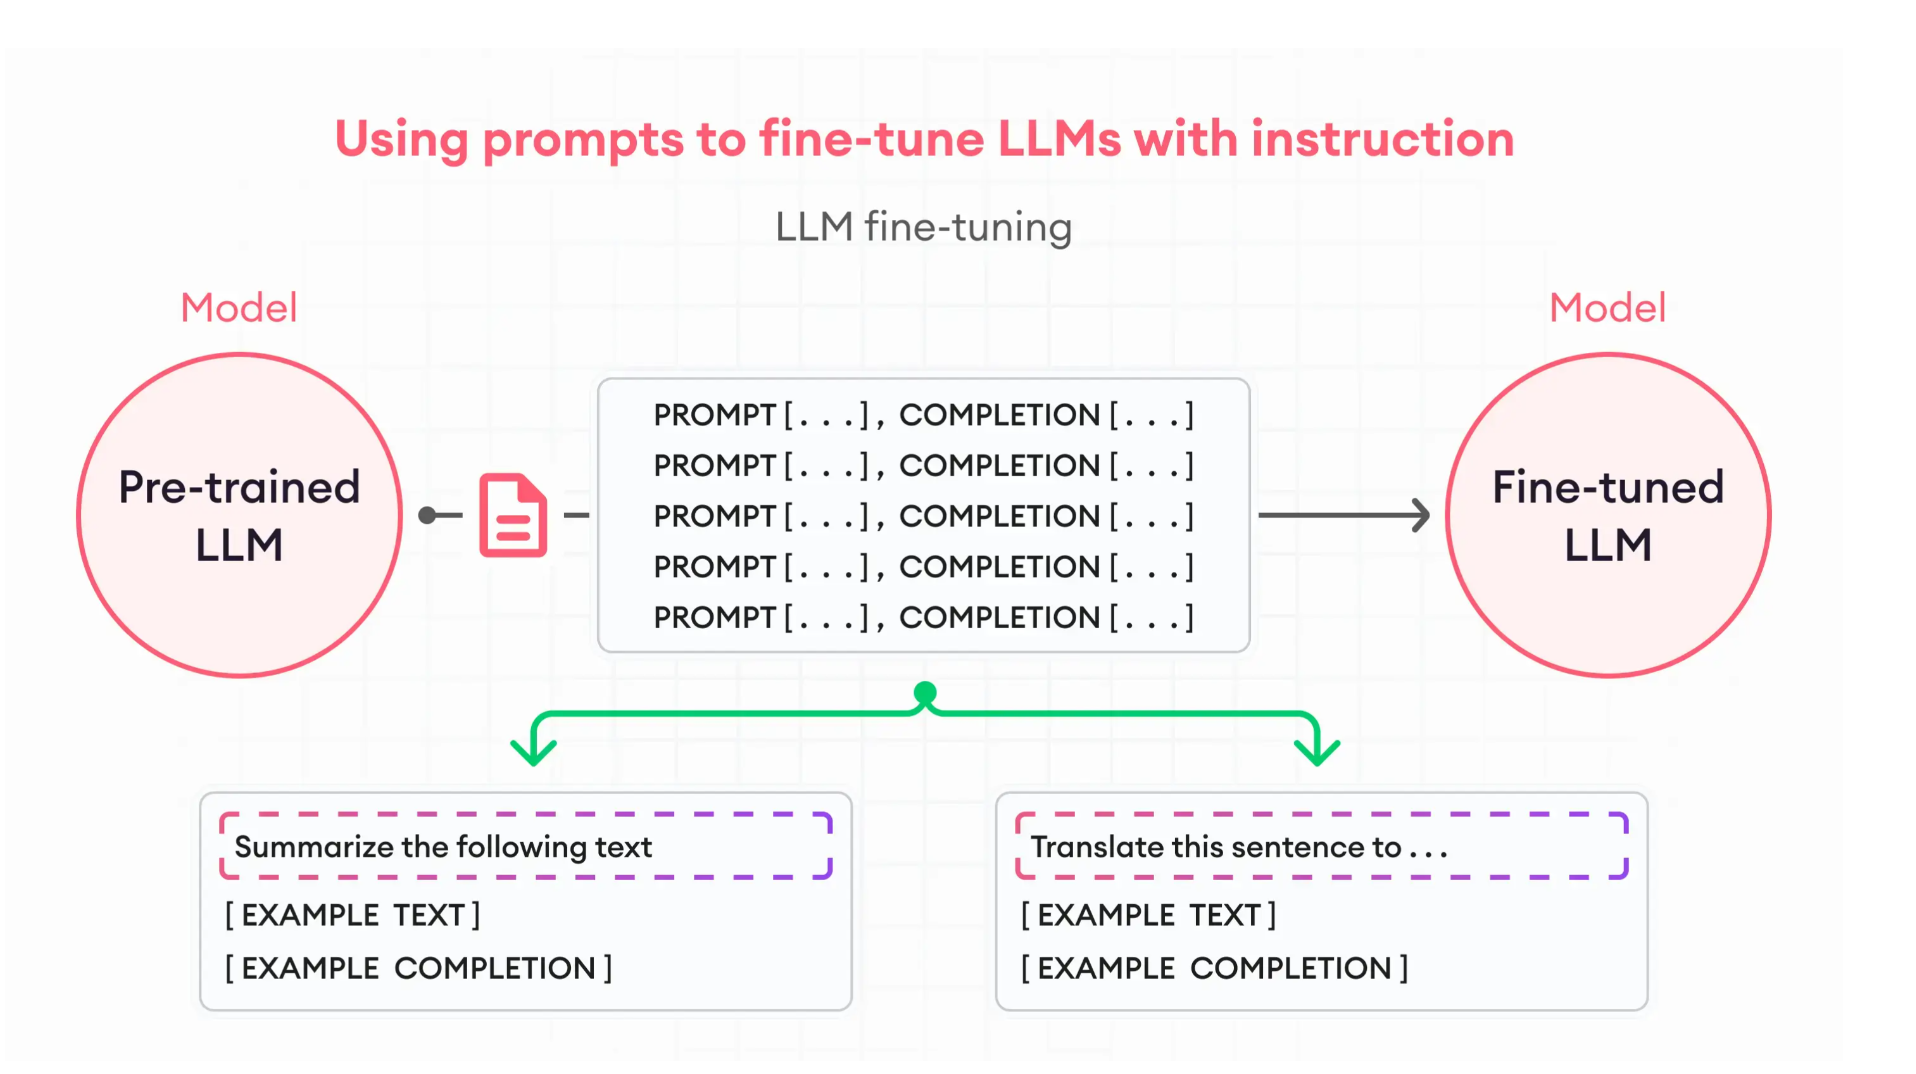 Using prompts to fine-tune LLMs with instruction
LLM fine-tuning
Model
Pre-trained
LLM
PROMPT[...], COMPLETION[...]
PROMPT[...], COMPLETION[...]
PROMPT[...], COMPLETION[...]
PROMPT[...], COMPLETION[...]
PROMPT[...], COMPLETION[...]
Model
Fine-tuned
LLM
Summarize the following text
[EXAMPLE TEXT]
[EXAMPLE COMPLETION]
Translate this sentence to...
[EXAMPLE TEXT]
[EXAMPLE COMPLETION]